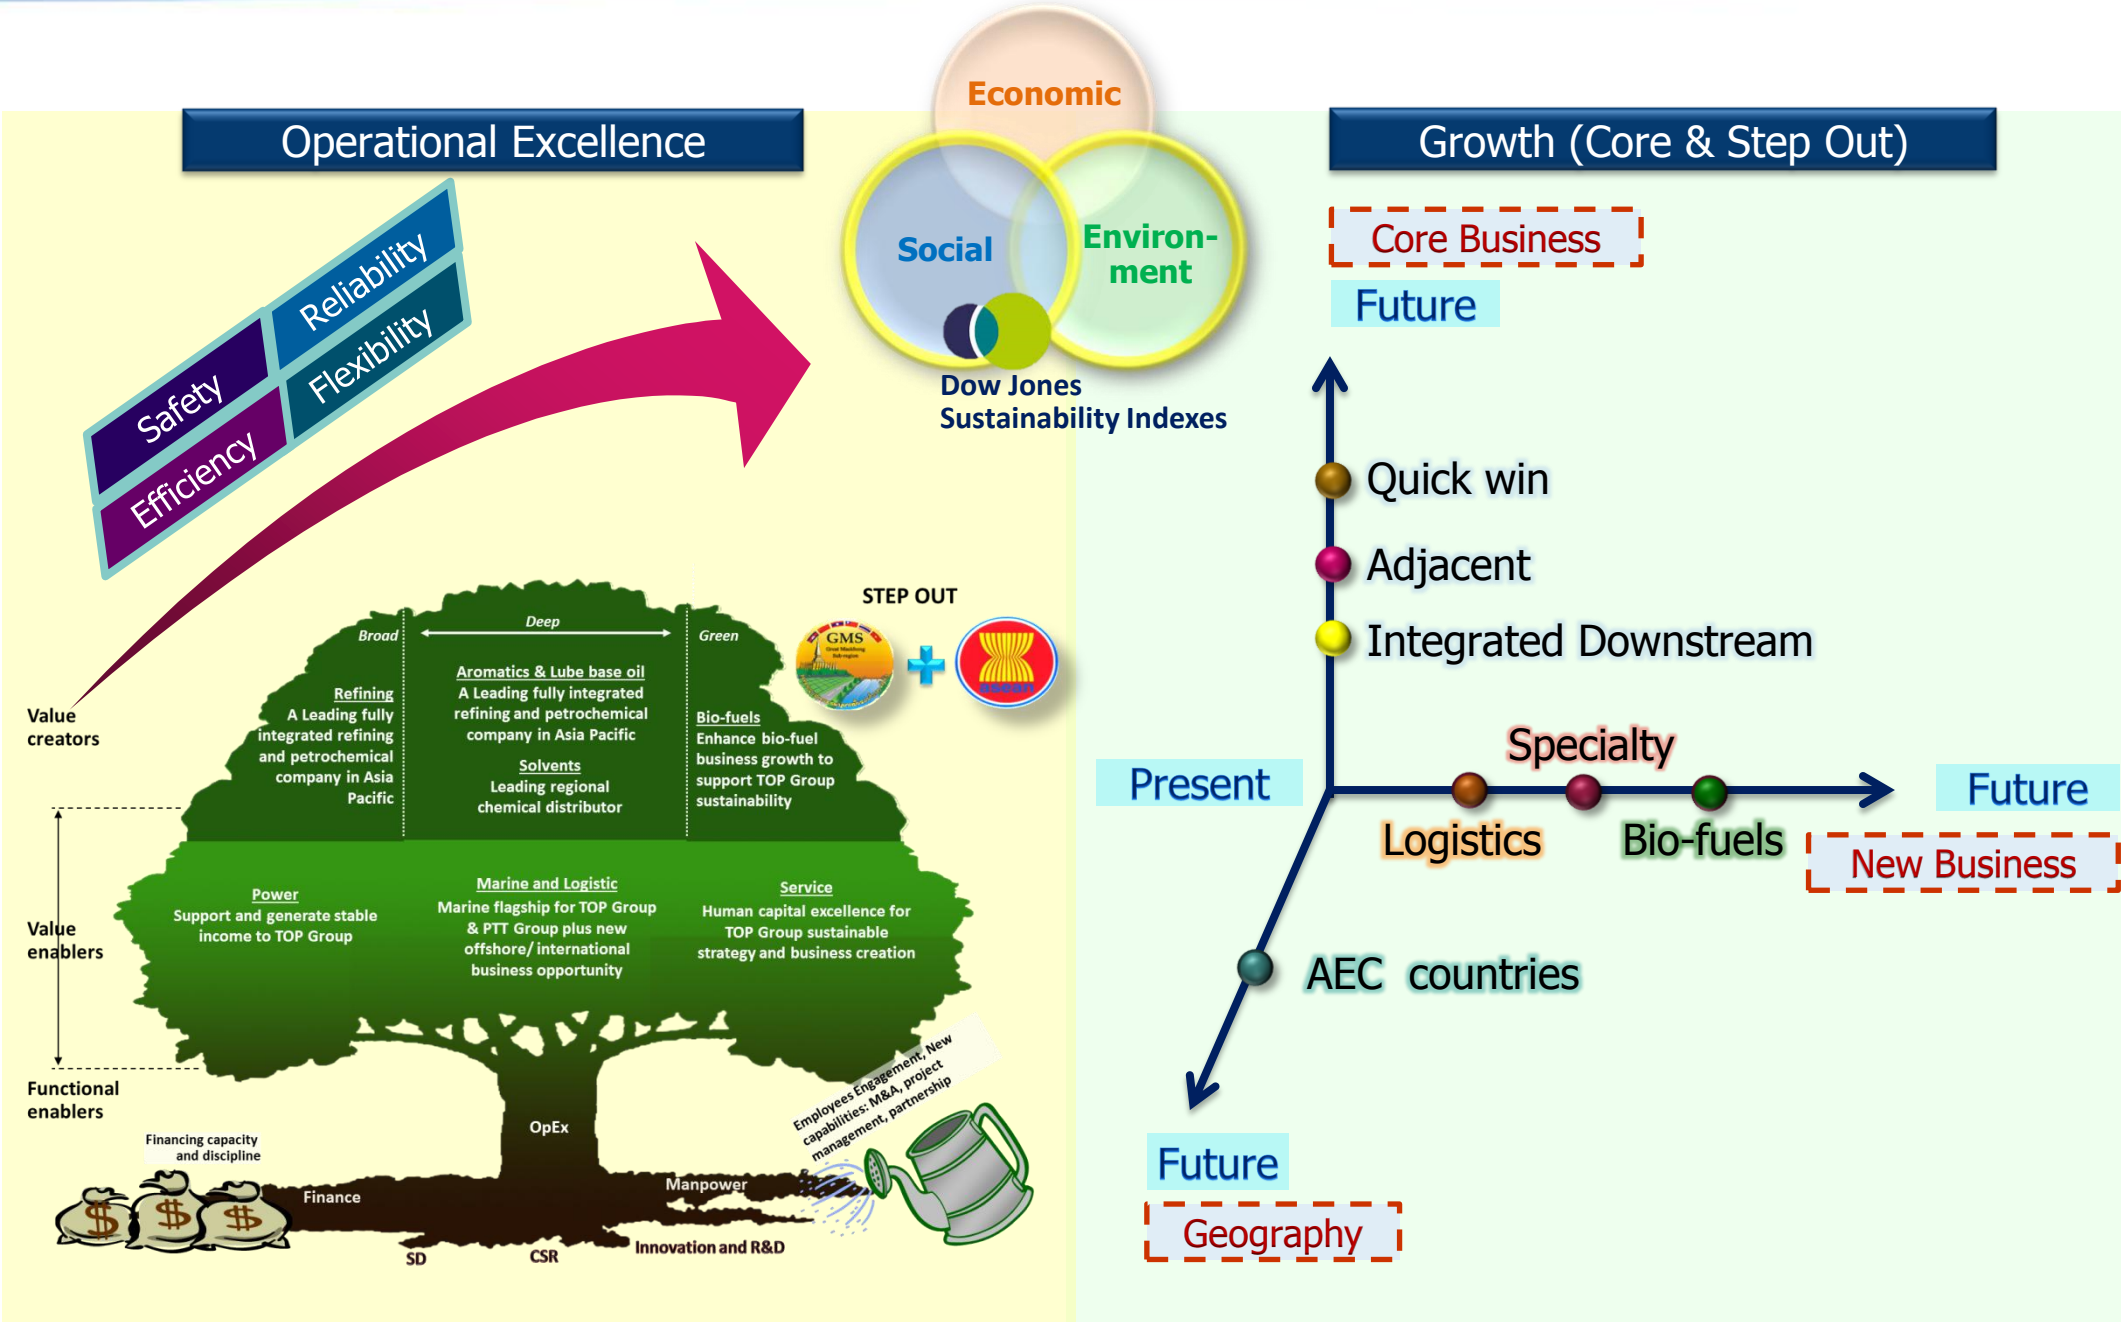 Economic
Operational Excellence
Growth (Core & Step Out)
Social
Environ-
ment
Dow Jones
Sustainability Indexes
Reliability
Safety
Flexibility
Efficiency
STEP OUT
GMS
asean
Broad
Deep
Green
Value
creators
Refining
A Leading fully
integrated refining
and petrochemical
company in Asia
Pacific
Aromatics & Lube base oil
A Leading fully integrated
refining and petrochemical
company in Asia Pacific
Solvents
Leading regional
chemical distributor
Bio-fuels
Enhance bio-fuel
business growth to
support TOP Group
sustainability
Value
enablers
Power
Support and generate stable
income to TOP Group
Marine and Logistic
Marine flagship for TOP Group
& PTT Group plus new
offshore/ international
business opportunity
Service
Human capital excellence for
TOP Group sustainable
strategy and business creation
Functional
enablers
Employees Engagement, New
capabilities: M&A, project
management, partnership
OpEx
Financing capacity
and discipline
$
$
$
Finance
Manpower
SD
CSR
Innovation and R&D
Core Business
Future
Quick win
Adjacent
Integrated Downstream
Present
Specialty
Future
Logistics
Bio-fuels
New Business
AEC countries
Future
Geography